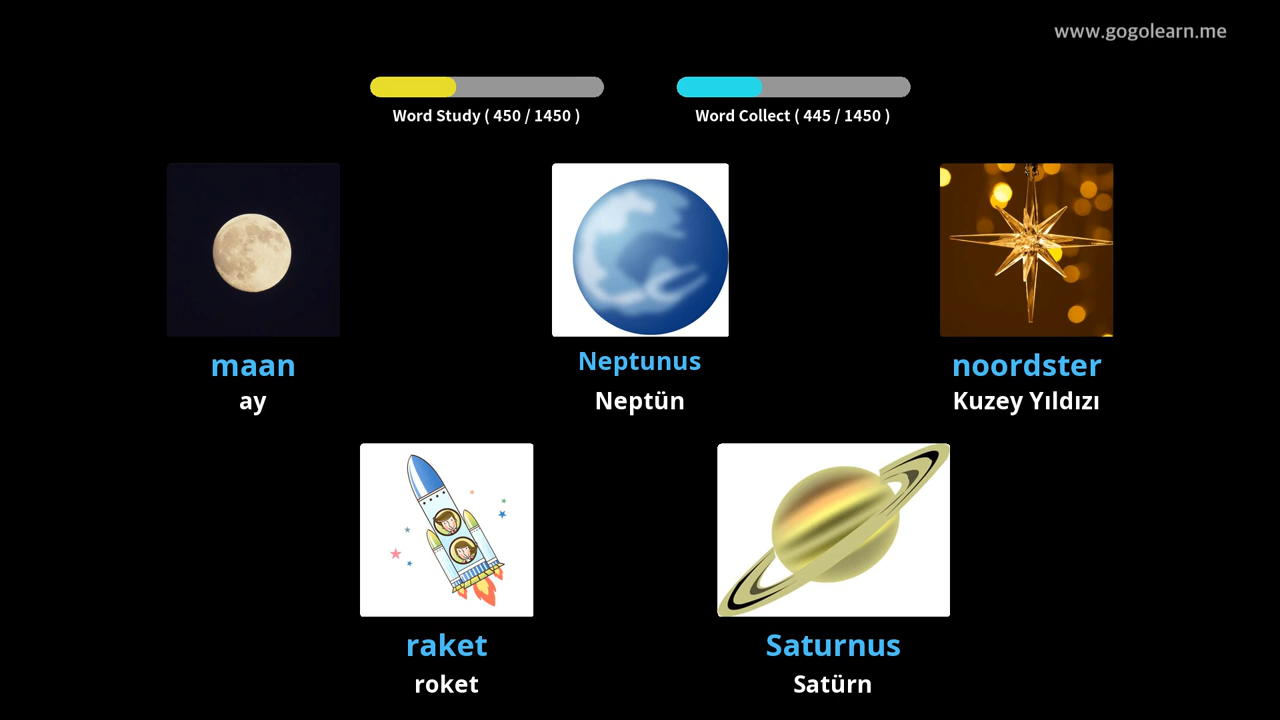 www.gogolearn.me
Word Study ( 450 / 1450 )
Word Collect ( 445 / 1450 )
maan
ay
Neptunus
Neptün
noordster
Kuzey Yıldızı
raket
roket
Saturnus
Satürn